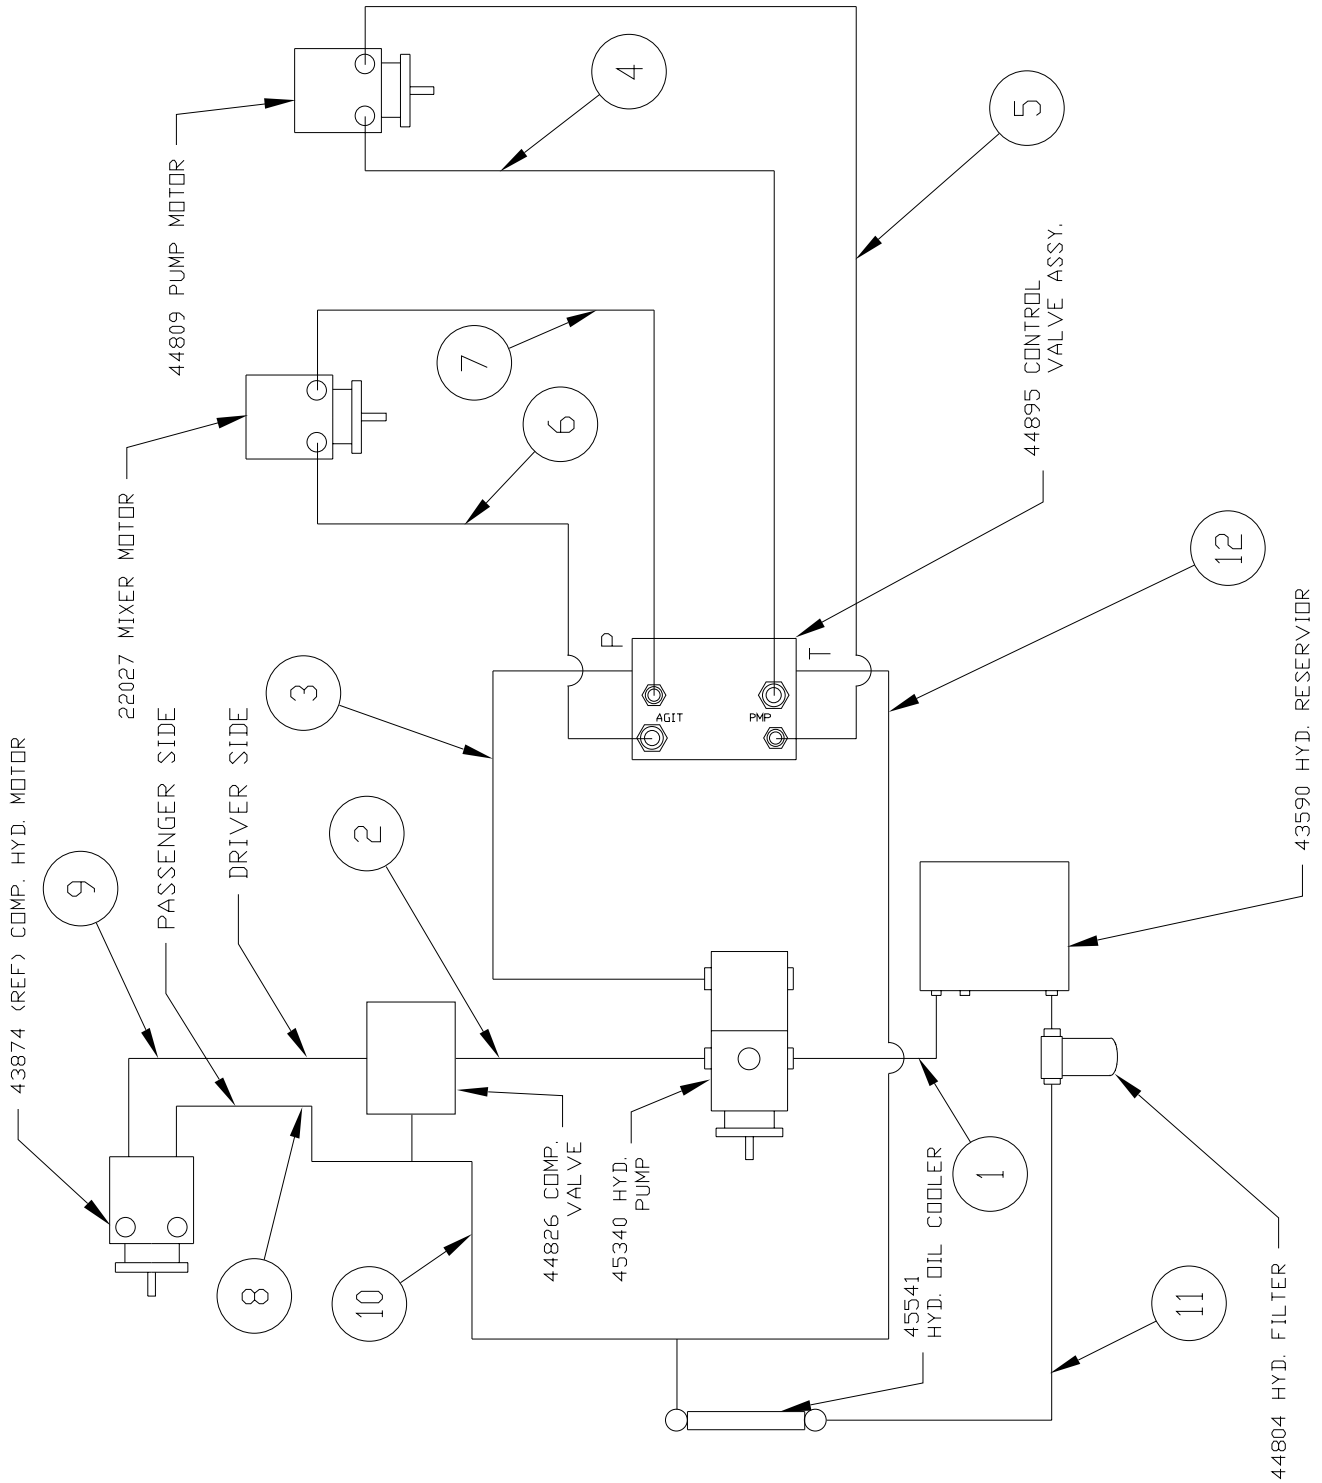 43874 (REF) COMP. HYD. MOTOR
9
PASSENGER SIDE
DRIVER SIDE
22027 MIXER MOTOR
44809 PUMP MOTOR
8
10
2
3
6
7
4
5
44826 COMP.
VALVE
45340 HYD.
PUMP
P
AGIT
PMP
T
44895 CONTROL
VALVE ASSY.
45541
HYD. OIL COOLER
1
12
11
44804 HYD. FILTER
43590 HYD. RESERVIOR